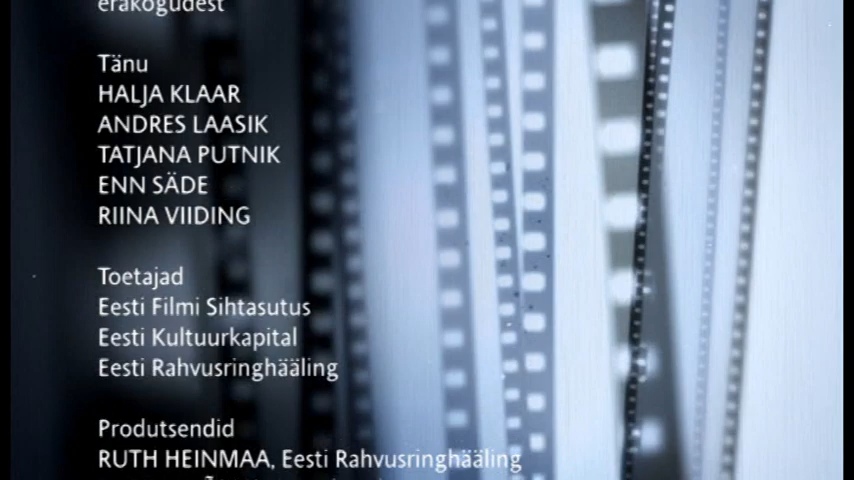 erakogudest
Tänu
HALJA KLAAR
ANDRES LAASIK
TATJANA PUTNIK
ENN SÄDE
RIINA VIIDING
Toetajad
Eesti Filmi Sihtasutus
Eesti Kultuurkapital
Eesti Rahvusringhääling
Produtsendid
RUTH HEINMAA, Eesti Rahvusringhääling